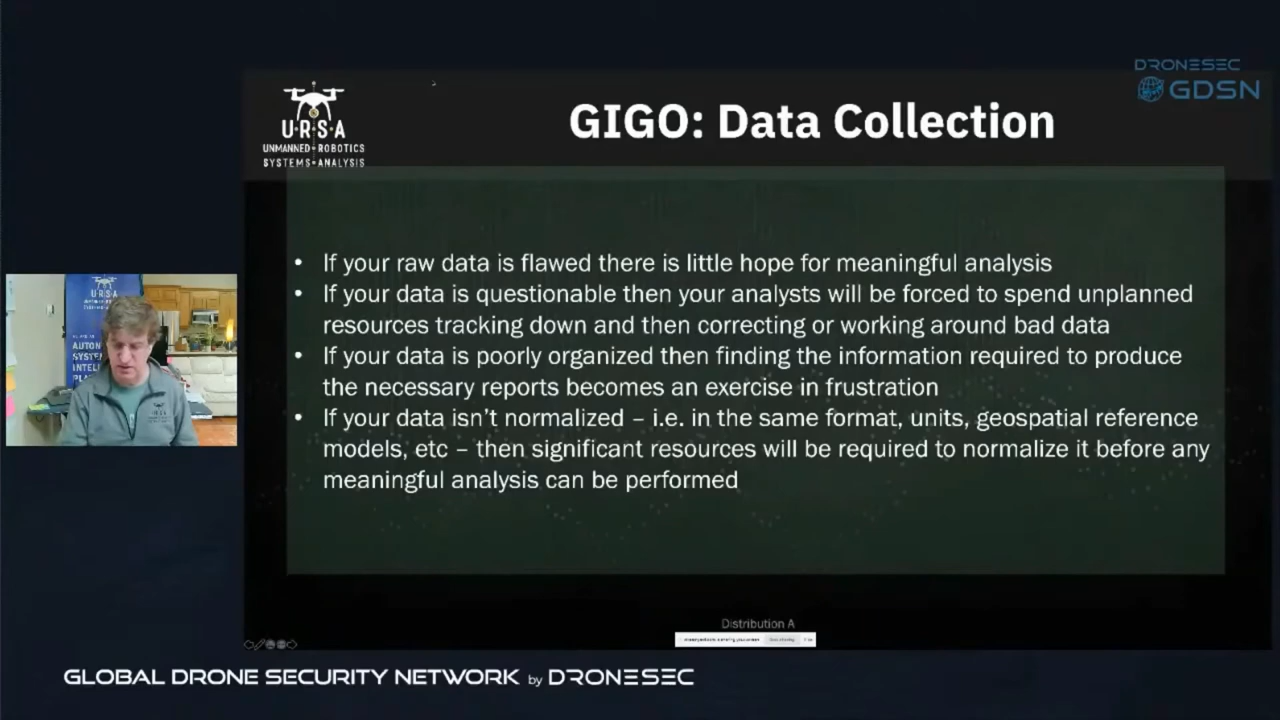 DRONESEC
GDSN
URSA
UNMANNED ROBOTICS
SYSTEMS ANALYSIS
GIGO: Data Collection
• If your raw data is flawed there is little hope for meaningful analysis
• If your data is questionable then your analysts will be forced to spend unplanned
resources tracking down and then correcting or working around bad data
• If your data is poorly organized then finding the information required to produce
the necessary reports becomes an exercise in frustration
• If your data isn't normalized – i.e. in the same format, units, geospatial reference
models, etc – then significant resources will be required to normalize it before any
meaningful analysis can be performed
URSA
Distribution A
GLOBAL DRONE SECURITY NETWORK by DRONESEC